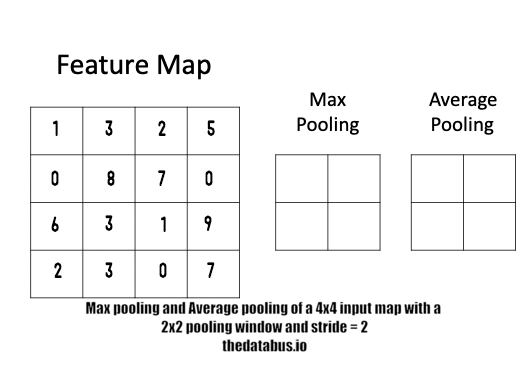 Feature Map
Max
Pooling
Average
Pooling
1 3 2 5
0 8 7 0
6 3 1 9
2 3 0 7
Max pooling and Average pooling of a 4x4 input map with a
2x2 pooling window and stride = 2
thedatabus.io